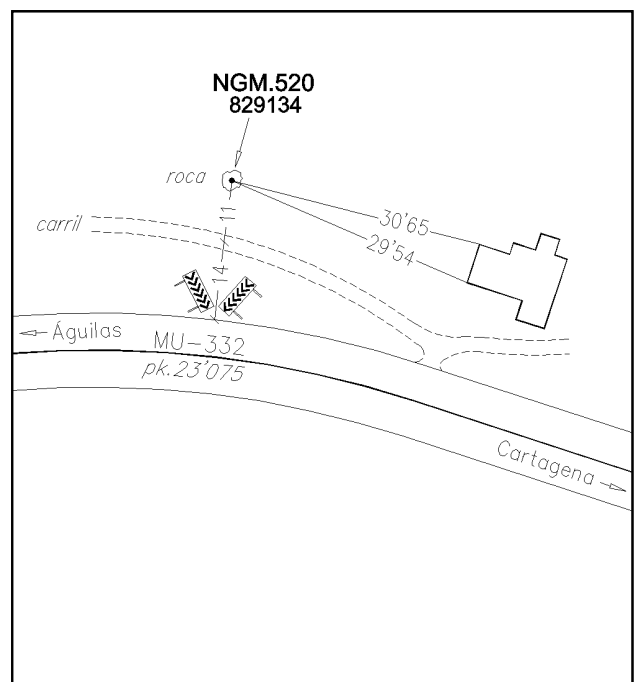 NGM.520
829134
roca
11
30'65
carril
29'54
14
Águilas
MU-332
pk.23'075
Cartagena